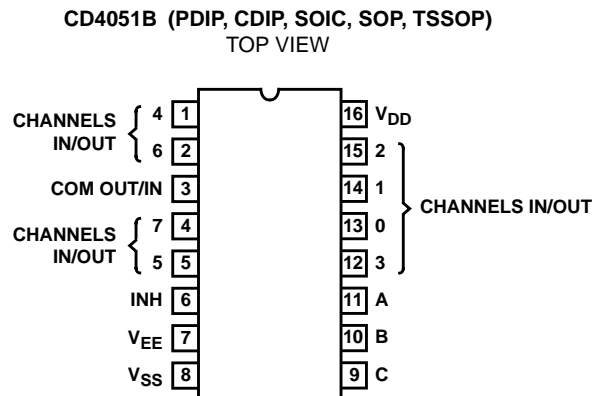 CD4051B (PDIP, CDIP, SOIC, SOP, TSSOP)
TOP VIEW
CHANNELS IN/OUT
4 1
6 2
COM OUT/IN 3
CHANNELS IN/OUT
7 4
5 5
INH 6
VEE 7
VSS 8
16 VDD
15 2
14 1
13 0
12 3
CHANNELS IN/OUT
11 A
10 B
9 C